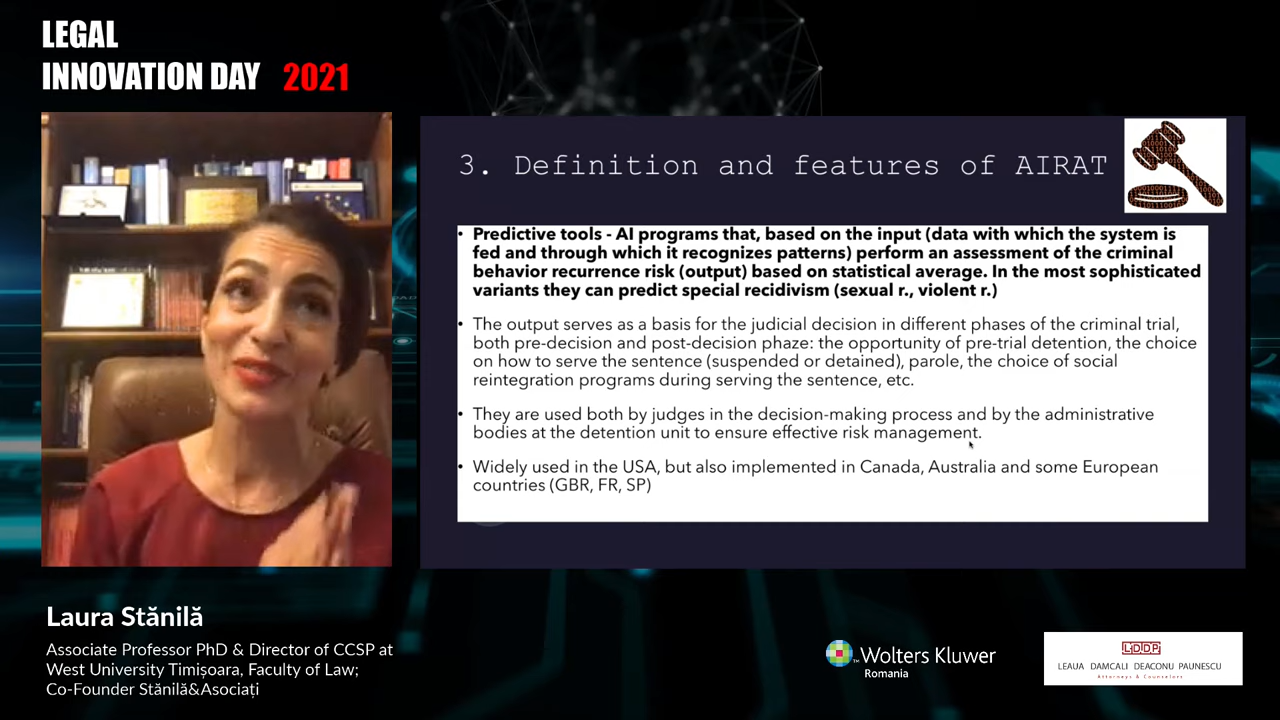 LEGAL
INNOVATION DAY 2021
3. Definition and features of AIRAT
• Predictive tools - AI programs that, based on the input (data with which the system is
fed and through which it recognizes patterns) perform an assessment of the criminal
behavior recurrence risk (output) based on statistical average. In the most sophisticated
variants they can predict special recidivism (sexual r., violent r.)
• The output serves as a basis for the judicial decision in different phases of the criminal trial,
both pre-decision and post-decision phaze: the opportunity of pre-trial detention, the choice
on how to serve the sentence (suspended or detained), parole, the choice of social
reintegration programs during serving the sentence, etc.
• They are used both by judges in the decision-making process and by the administrative
bodies at the detention unit to ensure effective risk management.
• Widely used in the USA, but also implemented in Canada, Australia and some European
countries (GBR, FR, SP)
Laura Stănilă
Associate Professor PhD & Director of CCSP at
West University Timișoara, Faculty of Law;
Co-Founder Stănilă&Asociați
Wolters Kluwer
Romania
LDDP
LEAUA DAMCALI DEACONU PAUNESCU
Attorneys & Counselors